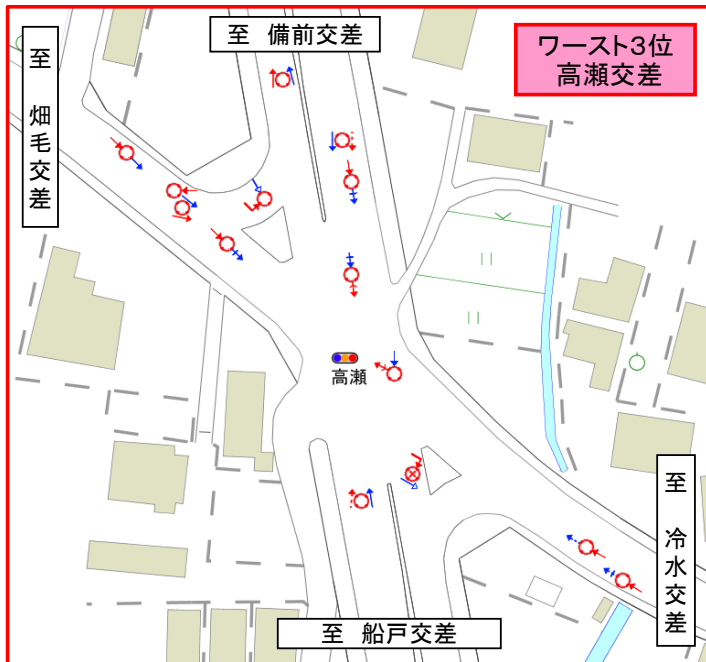 至 備前交差
ワースト3位
高瀬交差
至 畑毛交差
高瀬
至 冷水交差
至 船戸交差